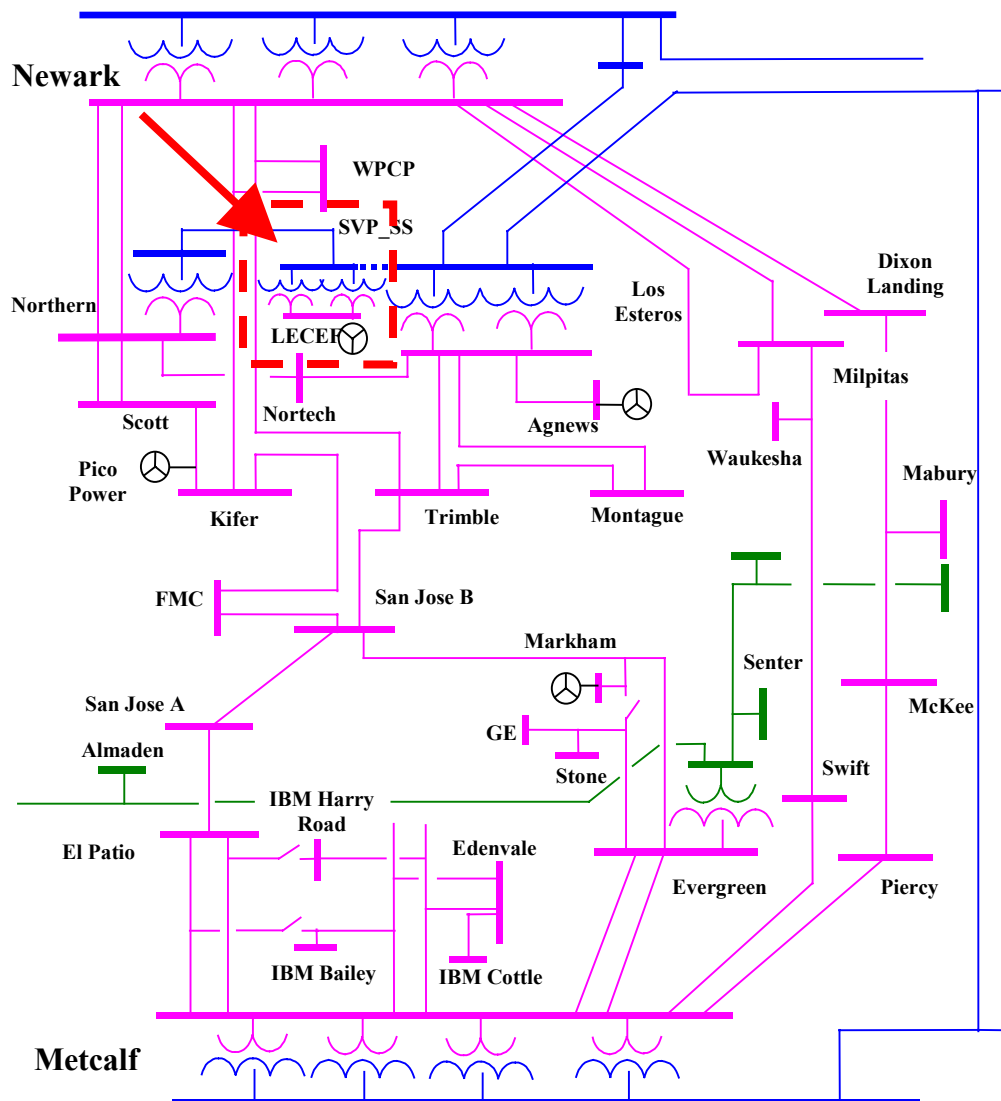 Newark
WPCP
SVP_SS
Dixon
Landing
Los
Esteros
Northern
LECEF
Milpitas
Nortech
Scott
Agnews
Waukesha
Pico
Power
Mabury
Kifer
Trimble
Montague
FMC
San Jose B
Markham
Senter
San Jose A
McKee
GE
Almaden
Stone
Swift
IBM Harry
Road
El Patio
Edenvale
Evergreen
Piercy
IBM Bailey
IBM Cottle
Metcalf